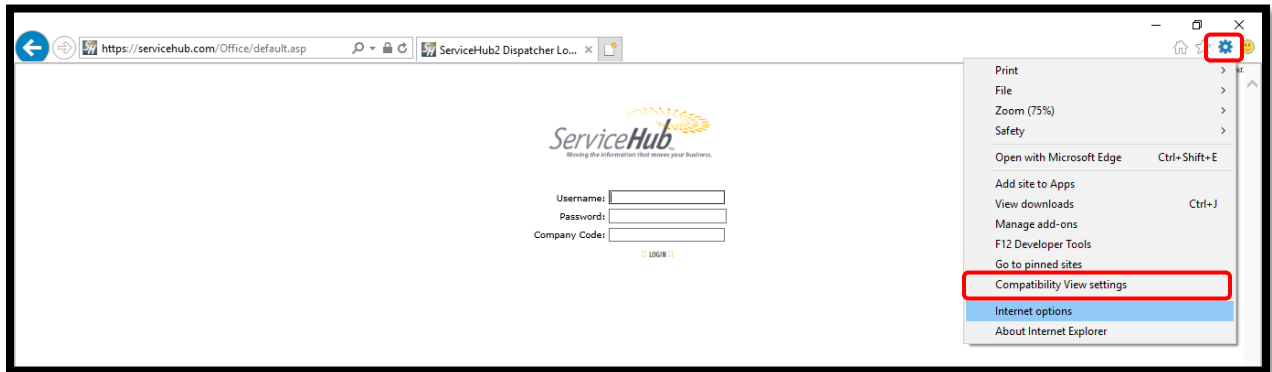 https://servicehub.com/Office/default.asp
ServiceHub2 Dispatcher Lo...
ServiceHub
Moving the information that moves your business.
Username:
Password:
Company Code:
:: LOGIN ::
Print
File
Zoom (75%)
Safety
Open with Microsoft Edge Ctrl+Shift+E
Add site to Apps
View downloads Ctrl+J
Manage add-ons
F12 Developer Tools
Go to pinned sites
Compatibility View settings
Internet options
About Internet Explorer